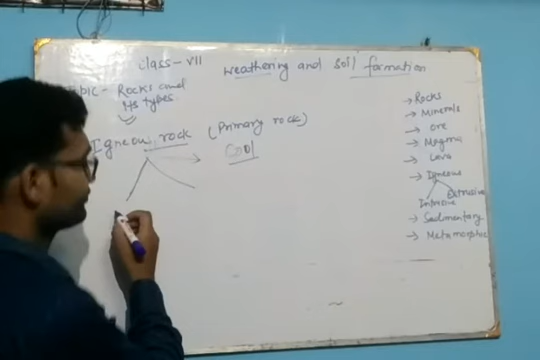 Class-VII
weathering and soil formation
Rocks and
its types.
Igneous rock (Primary rock)
Cool
→ Rocks
→ Minerals
→ ore
→ Magma
→ Lava
→ Igneous
Extrusive
Intrusive
→ Sedimentary
→ Metamorphic